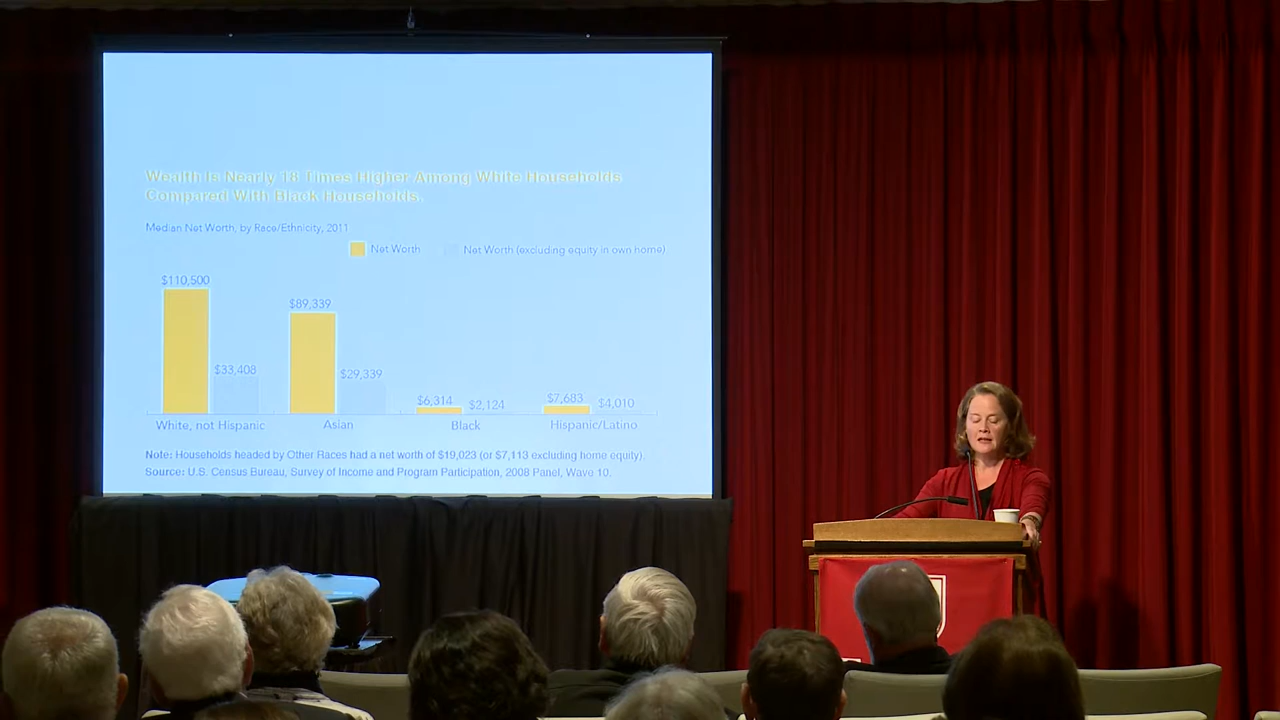 Wealth Is Nearly 18 Times Higher Among White Households
Compared With Black Households.
Median Net Worth, by Race/Ethnicity, 2011
Net Worth Net Worth (excluding equity in own home)
$110,500
$89,339
$33,408
$29,339
$6,314
$2,124
$7,683
$4,010
White, not Hispanic Asian Black Hispanic/Latino
Note: Households headed by Other Races had a net worth of $19,023 (or $7,113 excluding home equity).
Source: U.S. Census Bureau, Survey of Income and Program Participation, 2008 Panel, Wave 10.